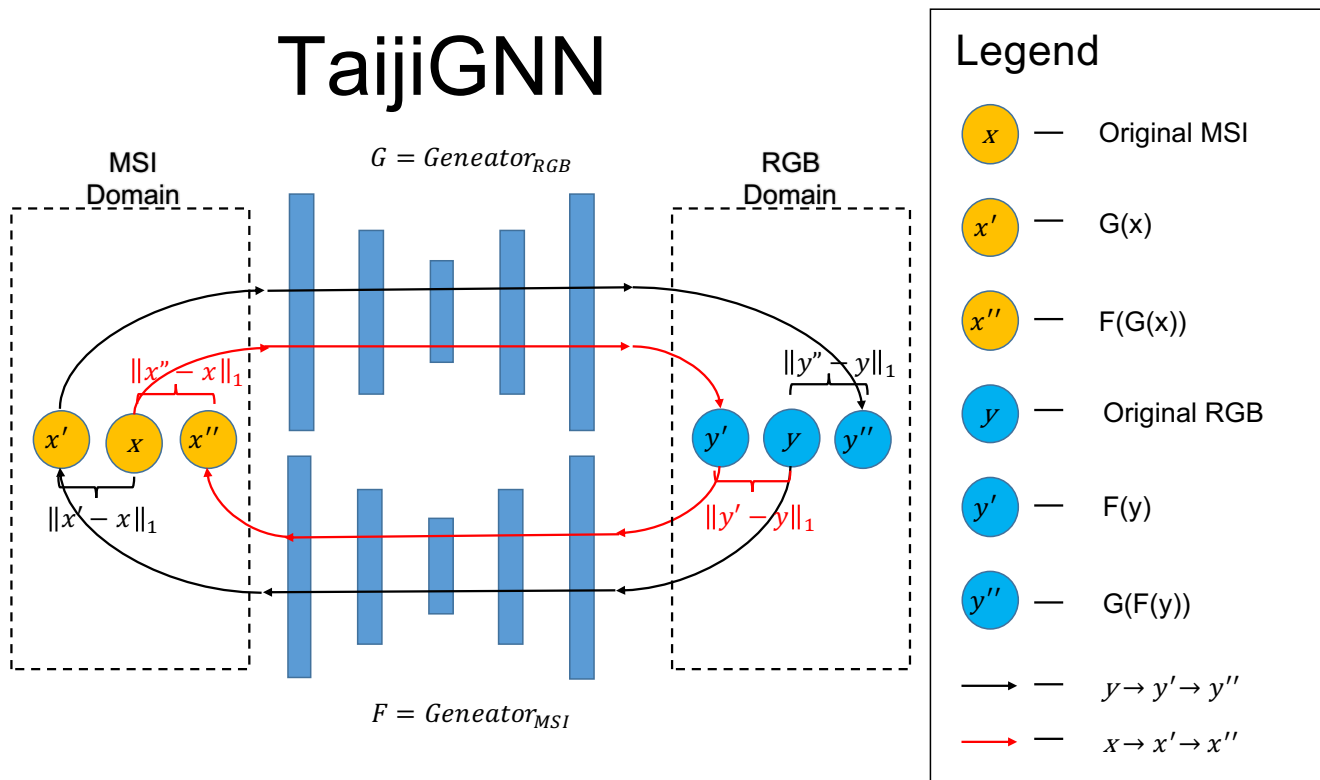 TaijiGNN
MSI
Domain
G = Geneator_RGB
RGB
Domain
‖x" − x‖₁
‖y" − y‖₁
x'
x
x''
y'
y
y''
‖x' − x‖₁
‖y' − y‖₁
F = Geneator_MSI
Legend
x — Original MSI
x' — G(x)
x'' — F(G(x))
y — Original RGB
y' — F(y)
y'' — G(F(y))
— y → y' → y''
— x → x' → x''